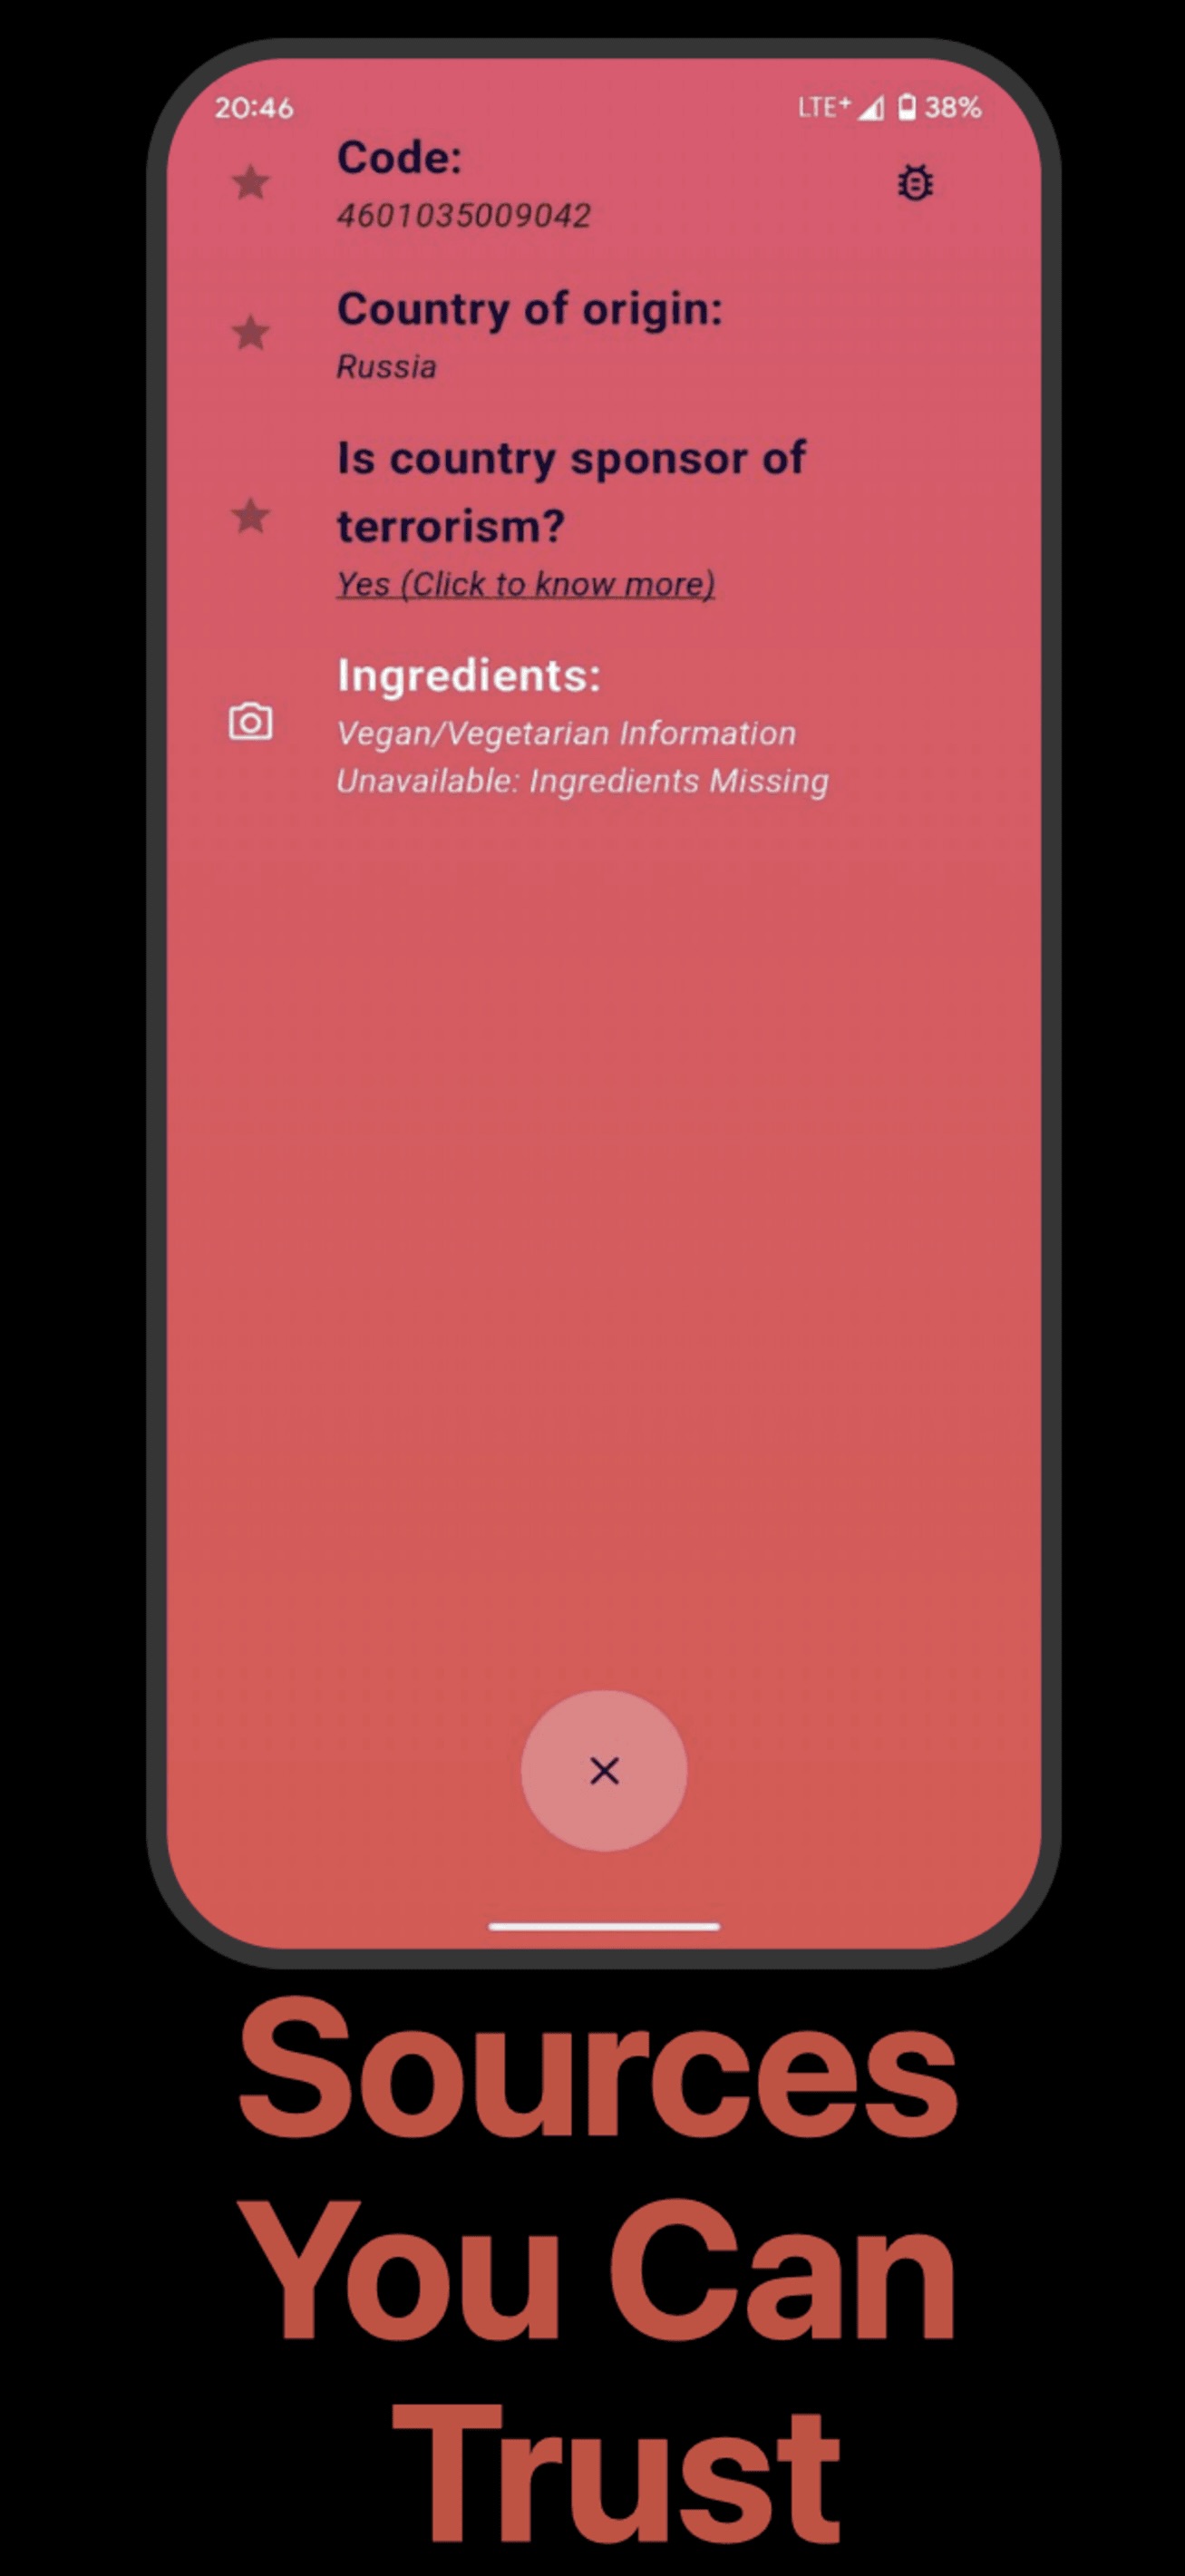 20:46
LTE+ 38%
Code:
4601035009042
Country of origin:
Russia
Is country sponsor of
terrorism?
Yes (Click to know more)
Ingredients:
Vegan/Vegetarian Information
Unavailable: Ingredients Missing
Sources
You Can
Trust